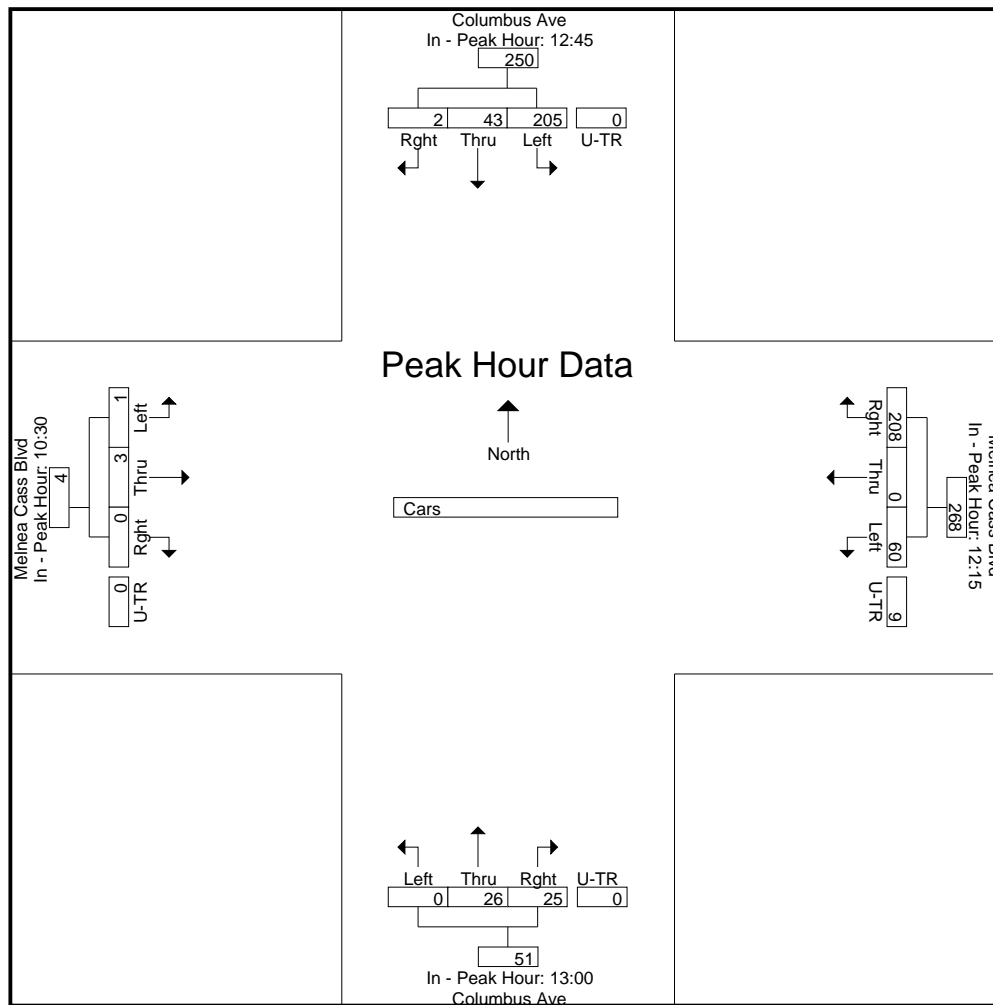 Columbus Ave
In - Peak Hour: 12:45
250
2 43 205 0
Rght Thru Left U-TR
Peak Hour Data
North
Cars
Melnea Cass Blvd
In - Peak Hour: 10:30
4
1 3 0 0
Left Thru Rght U-TR
Melnea Cass Blvd
In - Peak Hour: 12:15
268
208 0 60 9
Rght Thru Left U-TR
Left Thru Rght U-TR
0 26 25 0
51
In - Peak Hour: 13:00
Columbus Ave